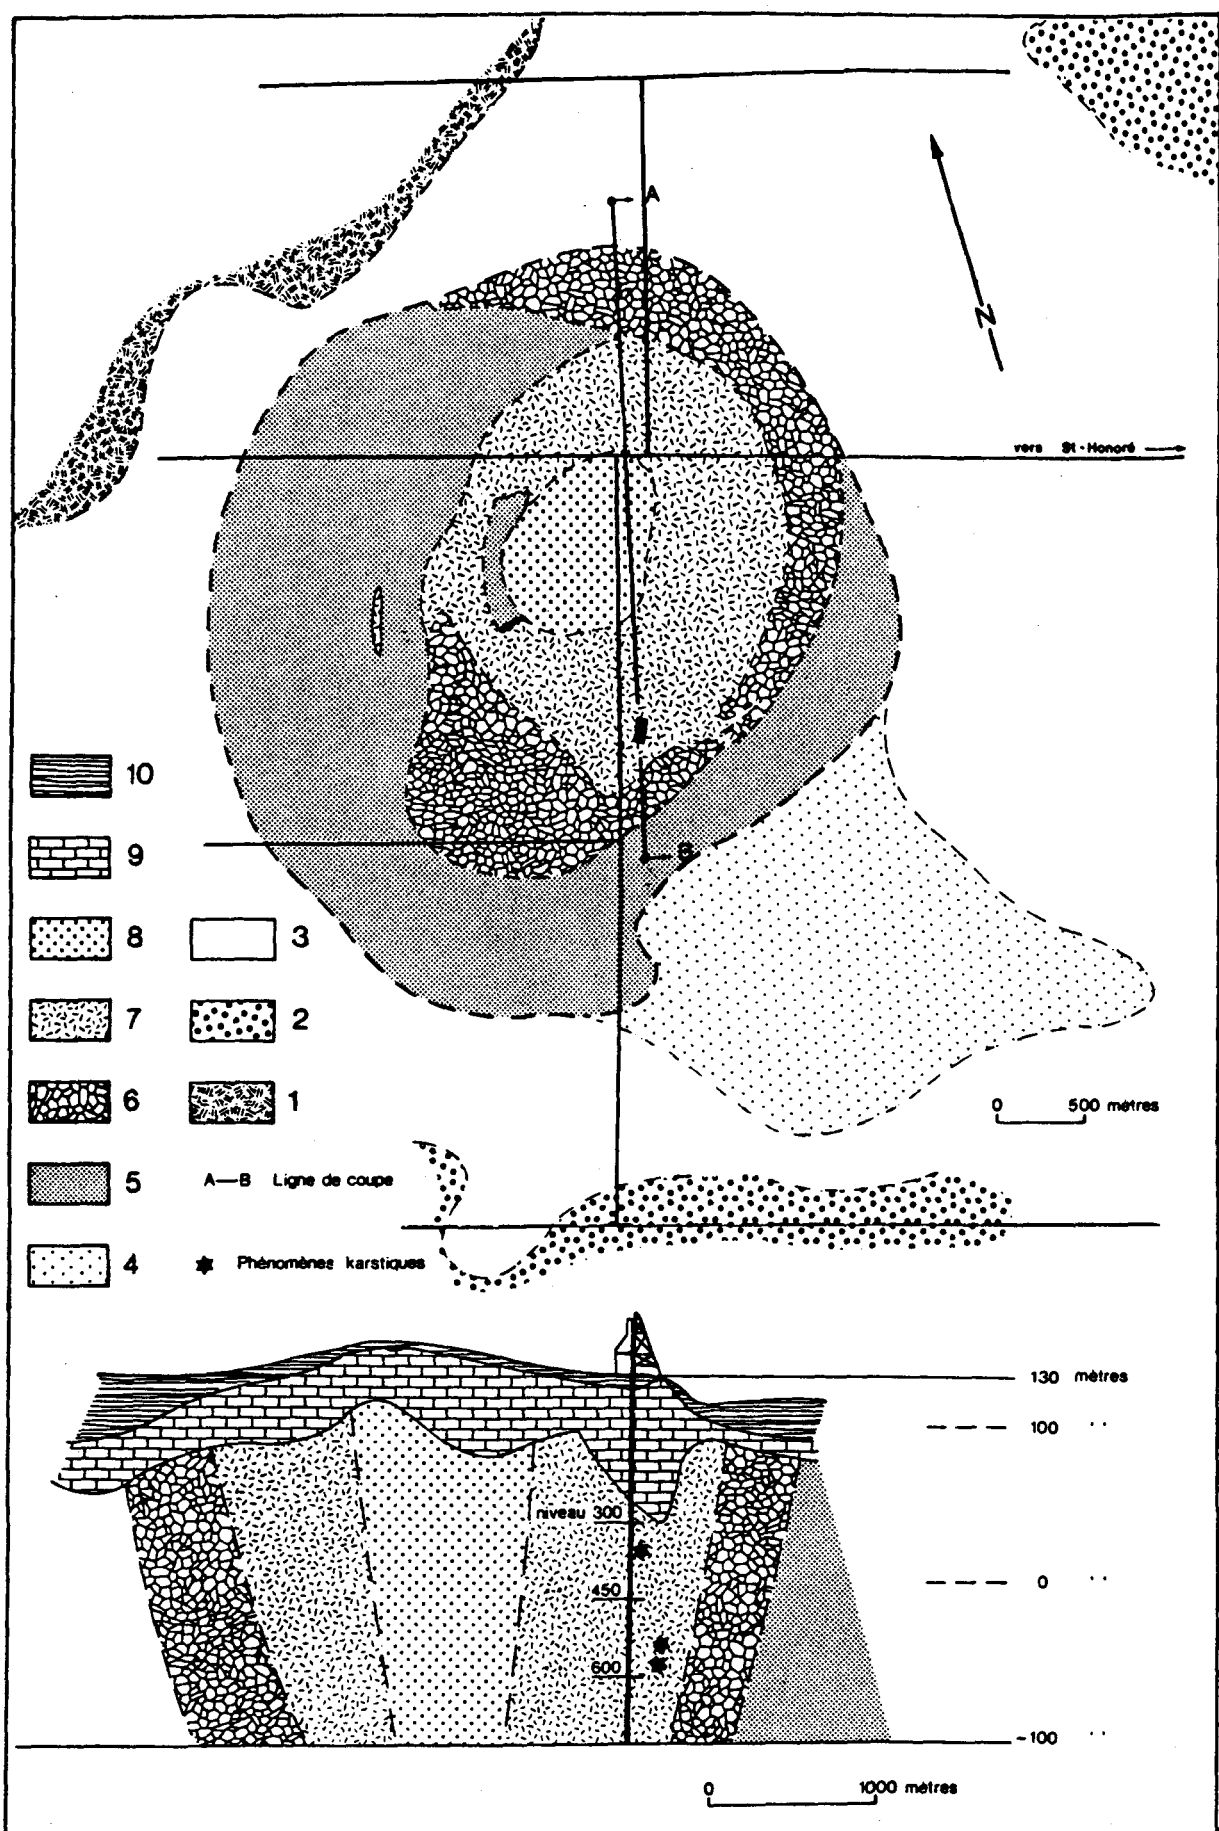 A
N
vers St-Honoré
B
10
9
8 3
7 2
6 1
5 A—B Ligne de coupe
4 Phénomènes karstiques
0 500 mètres
130 mètres
100 ''
niveau 300
450
0 ''
600
-100 ''
0 1000 mètres